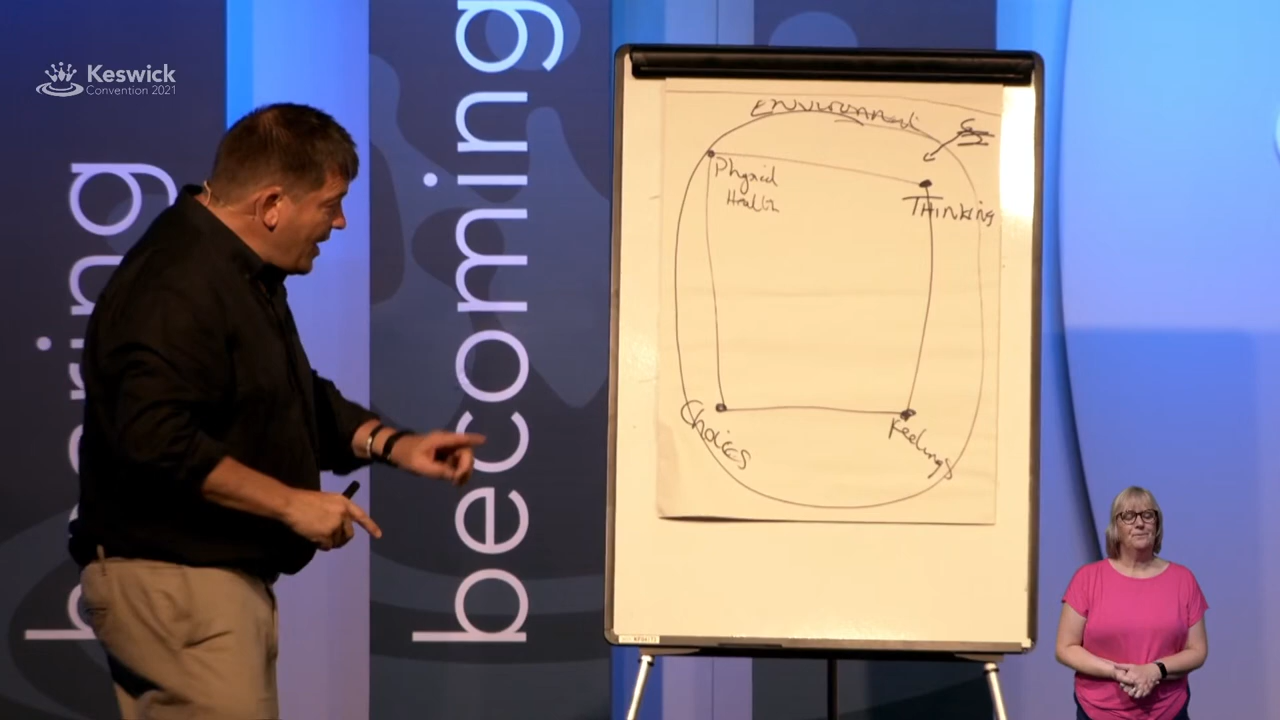 Keswick
Convention 2021
becoming
Environment
Physical
Health
THINKING
Choices
Feelings